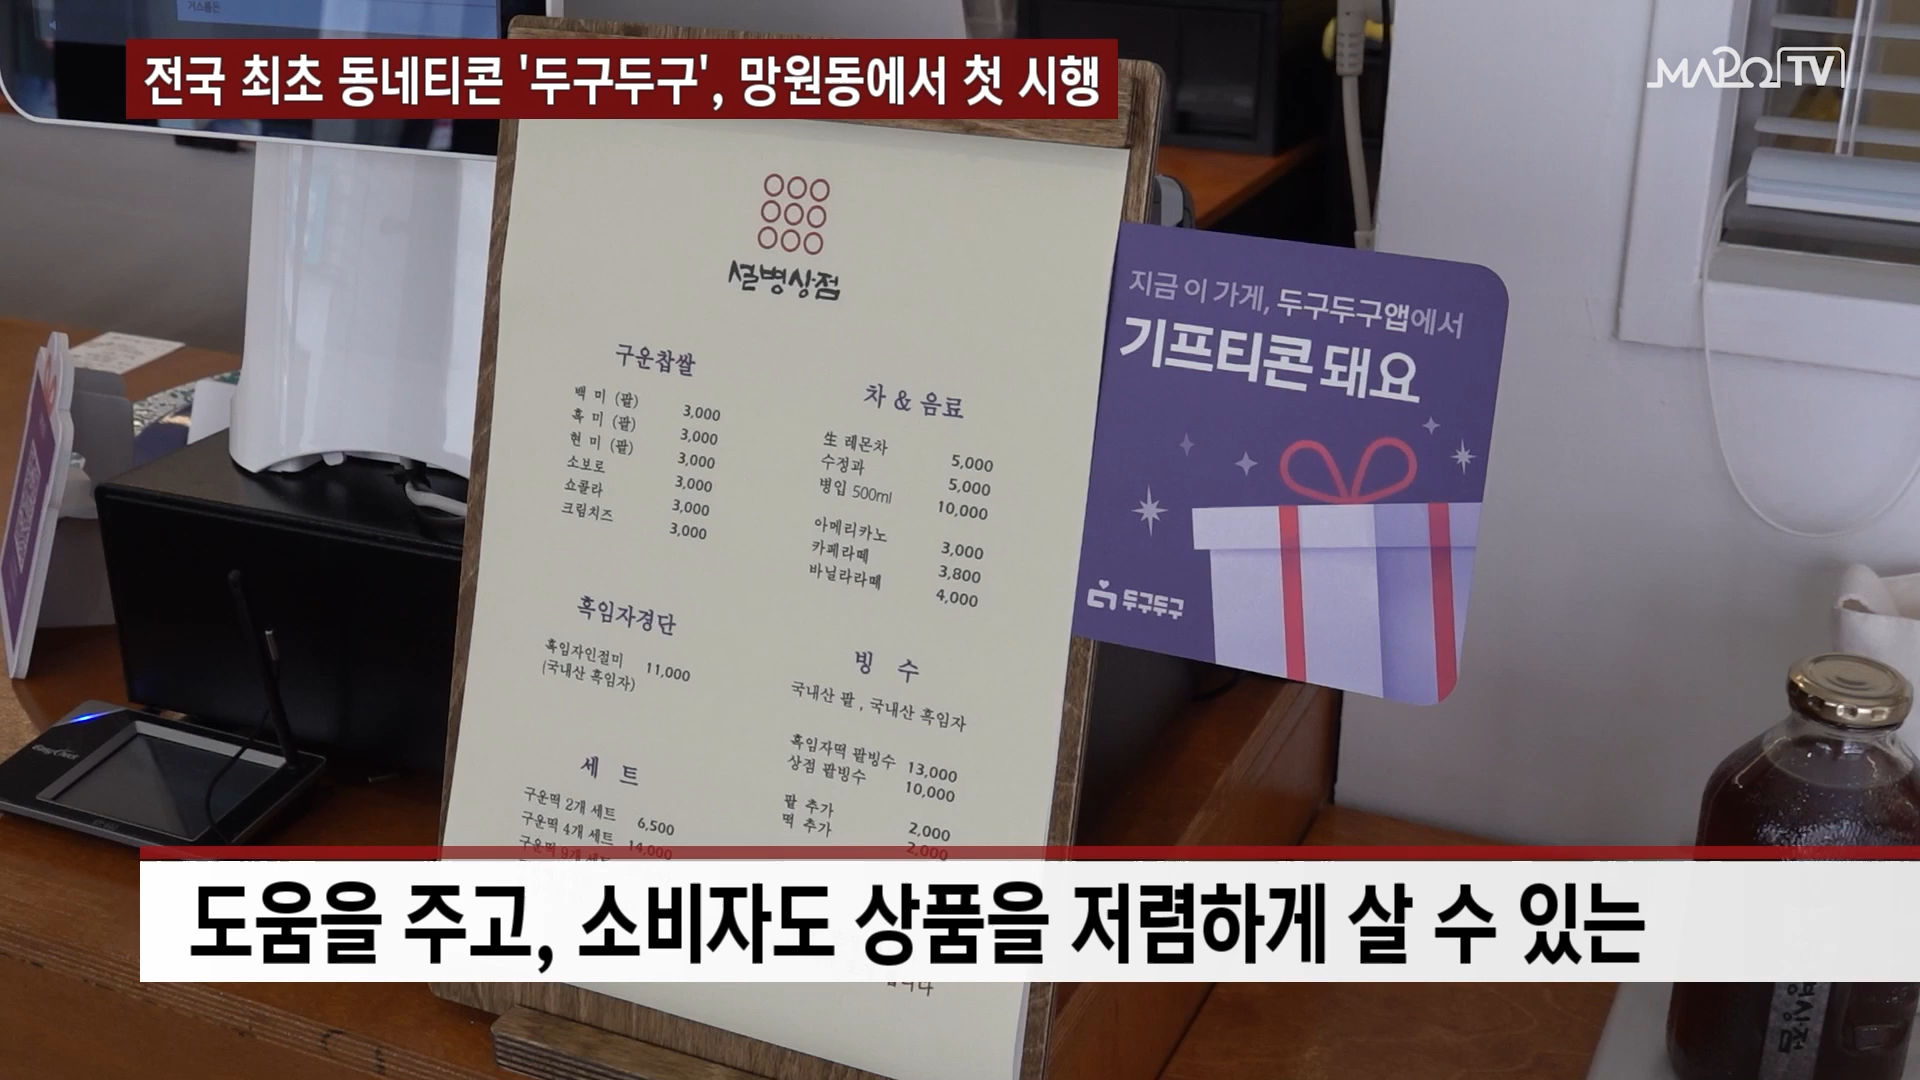 거스름돈
전국 최초 동네티콘 '두구두구', 망원동에서 첫 시행
MAPO TV
설병상점
구운찹쌀
백 미 (팥) 3,000
흑 미 (팥) 3,000
현 미 (팥) 3,000
소보로 3,000
쇼콜라 3,000
크림치즈 3,000
흑임자경단
흑임자인절미 11,000
(국내산 흑임자)
세 트
구운떡 2개 세트 6,500
구운떡 4개 세트 14,000
구운떡 9개 세트
차 & 음료
生 레몬차 5,000
수정과 5,000
병입 500ml 10,000
아메리카노 3,000
카페라떼 3,800
바닐라라떼 4,000
빙 수
국내산 팥, 국내산 흑임자
흑임자떡 팥빙수 13,000
상점 팥빙수 10,000
팥 추가 2,000
떡 추가 2,000
지금 이 가게, 두구두구앱에서
기프티콘 돼요
두구두구
도움을 주고, 소비자도 상품을 저렴하게 살 수 있는